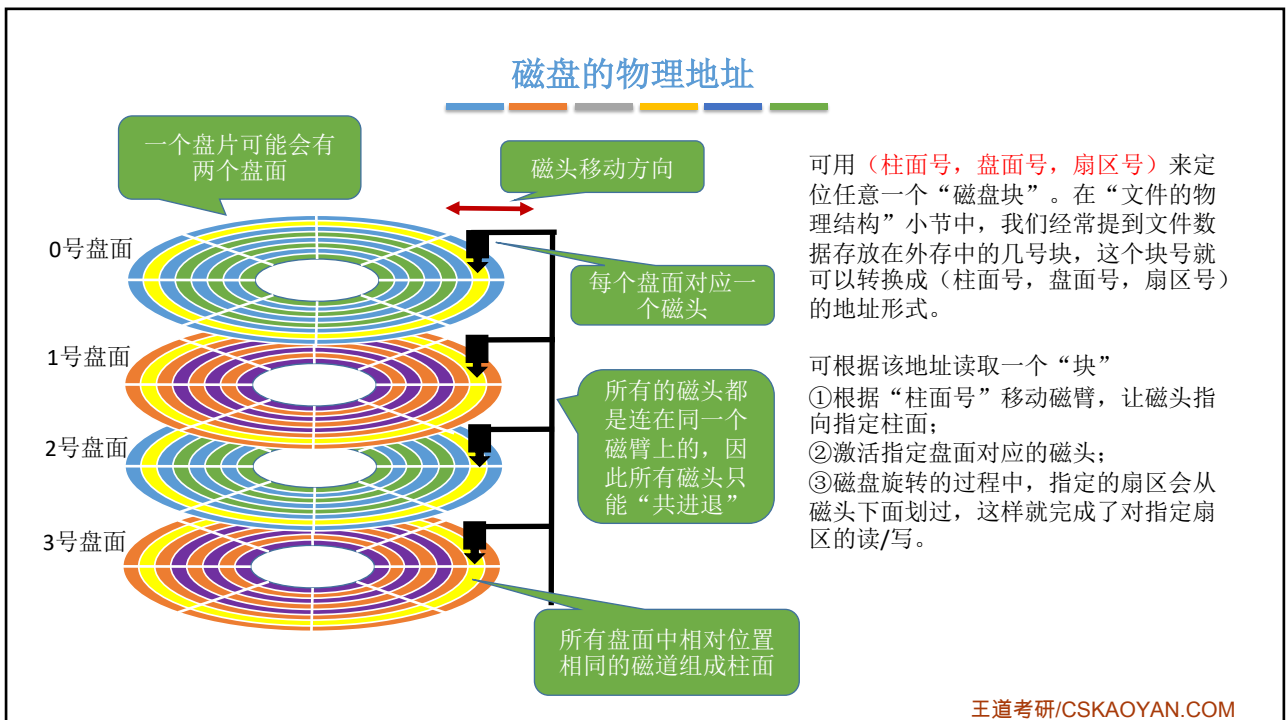 磁盘的物理地址
一个盘片可能会有
两个盘面
磁头移动方向
0号盘面
每个盘面对应一
个磁头
1号盘面
所有的磁头都
是连在同一个
磁臂上的，因
此所有磁头只
能“共进退”
2号盘面
3号盘面
所有盘面中相对位置
相同的磁道组成柱面
可用（柱面号，盘面号，扇区号）来定
位任意一个“磁盘块”。在“文件的物
理结构”小节中，我们经常提到文件数
据存放在外存中的几号块，这个块号就
可以转换成（柱面号，盘面号，扇区号）
的地址形式。
可根据该地址读取一个“块”
①根据“柱面号”移动磁臂，让磁头指
向指定柱面；
②激活指定盘面对应的磁头；
③磁盘旋转的过程中，指定的扇区会从
磁头下面划过，这样就完成了对指定扇
区的读/写。
王道考研/CSKAOYAN.COM